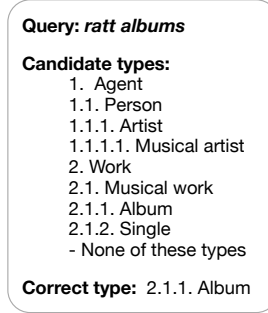 Query: ratt albums
Candidate types:
1. Agent
1.1. Person
1.1.1. Artist
1.1.1.1. Musical artist
2. Work
2.1. Musical work
2.1.1. Album
2.1.2. Single
- None of these types
Correct type: 2.1.1. Album